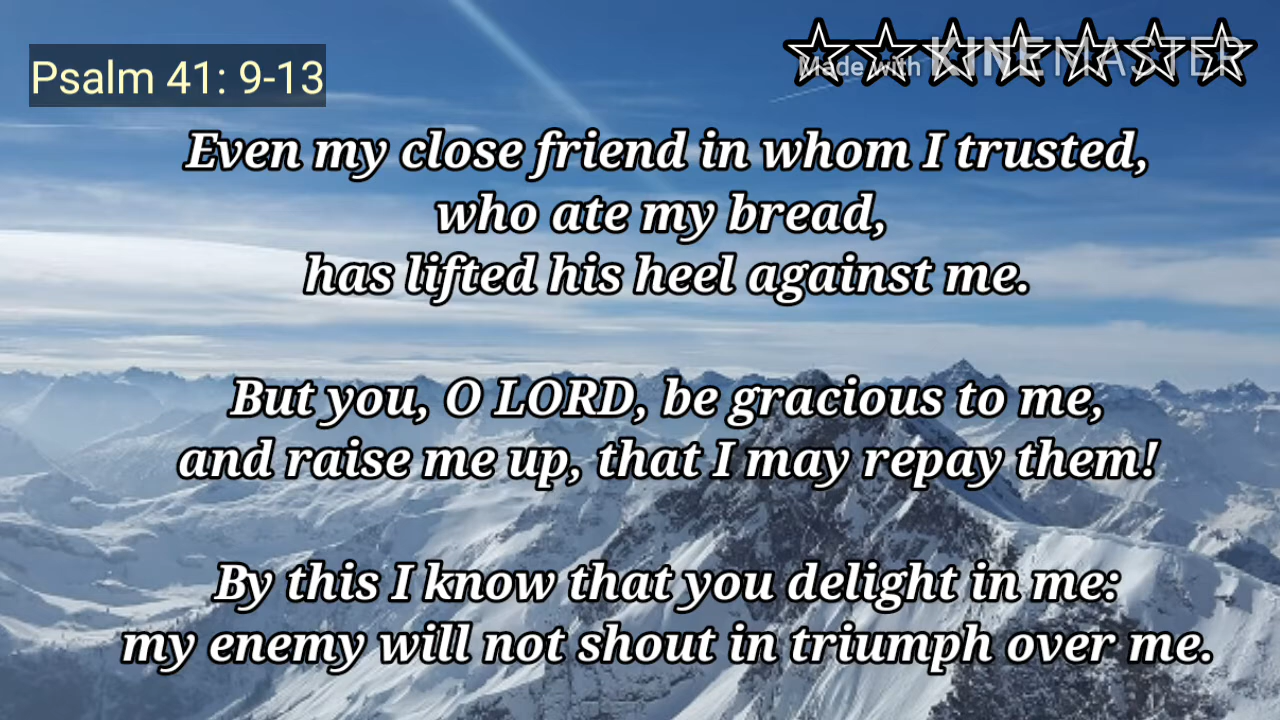 Psalm 41: 9-13
Made with KINEMASTER
Even my close friend in whom I trusted,
who ate my bread,
has lifted his heel against me.
But you, O LORD, be gracious to me,
and raise me up, that I may repay them!
By this I know that you delight in me:
my enemy will not shout in triumph over me.